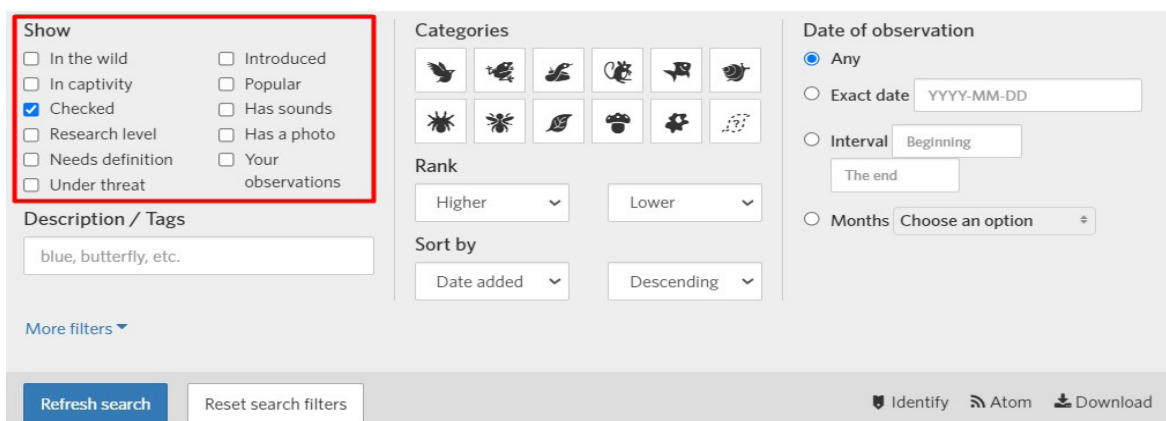 Show
In the wild
In captivity
Checked
Research level
Needs definition
Under threat
Introduced
Popular
Has sounds
Has a photo
Your
observations
Description / Tags
blue, butterfly, etc.
More filters
Categories
Rank
Higher
Lower
Sort by
Date added
Descending
Date of observation
Any
Exact date YYYY-MM-DD
Interval Beginning
The end
Months Choose an option
Refresh search
Reset search filters
Identify
Atom
Download